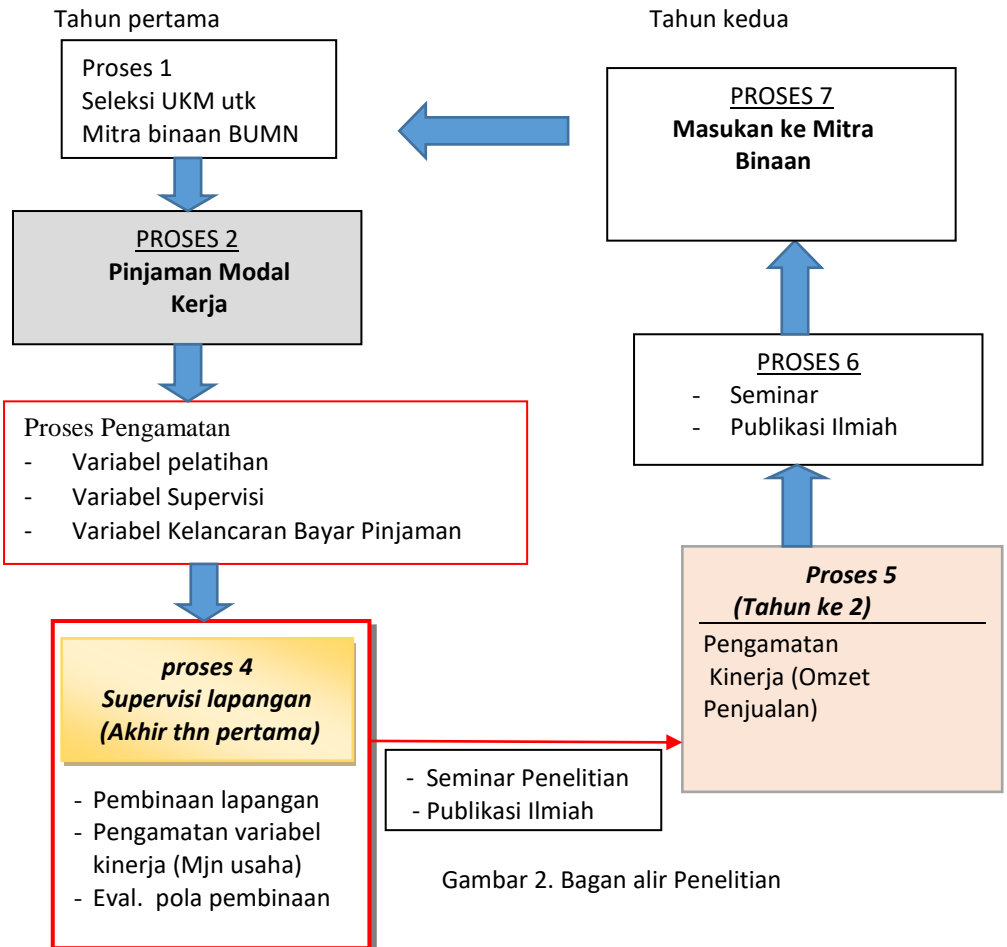 Tahun pertama
Proses 1
Seleksi UKM utk
Mitra binaan BUMN
PROSES 2
Pinjaman Modal
Kerja
Proses Pengamatan
- Variabel pelatihan
- Variabel Supervisi
- Variabel Kelancaran Bayar Pinjaman
proses 4
Supervisi lapangan
(Akhir thn pertama)
- Pembinaan lapangan
- Pengamatan variabel
kinerja (Mjn usaha)
- Eval. pola pembinaan
- Seminar Penelitian
- Publikasi Ilmiah
Tahun kedua
PROSES 7
Masukan ke Mitra
Binaan
PROSES 6
- Seminar
- Publikasi Ilmiah
Proses 5
(Tahun ke 2)
Pengamatan
Kinerja (Omzet
Penjualan)
Gambar 2. Bagan alir Penelitian